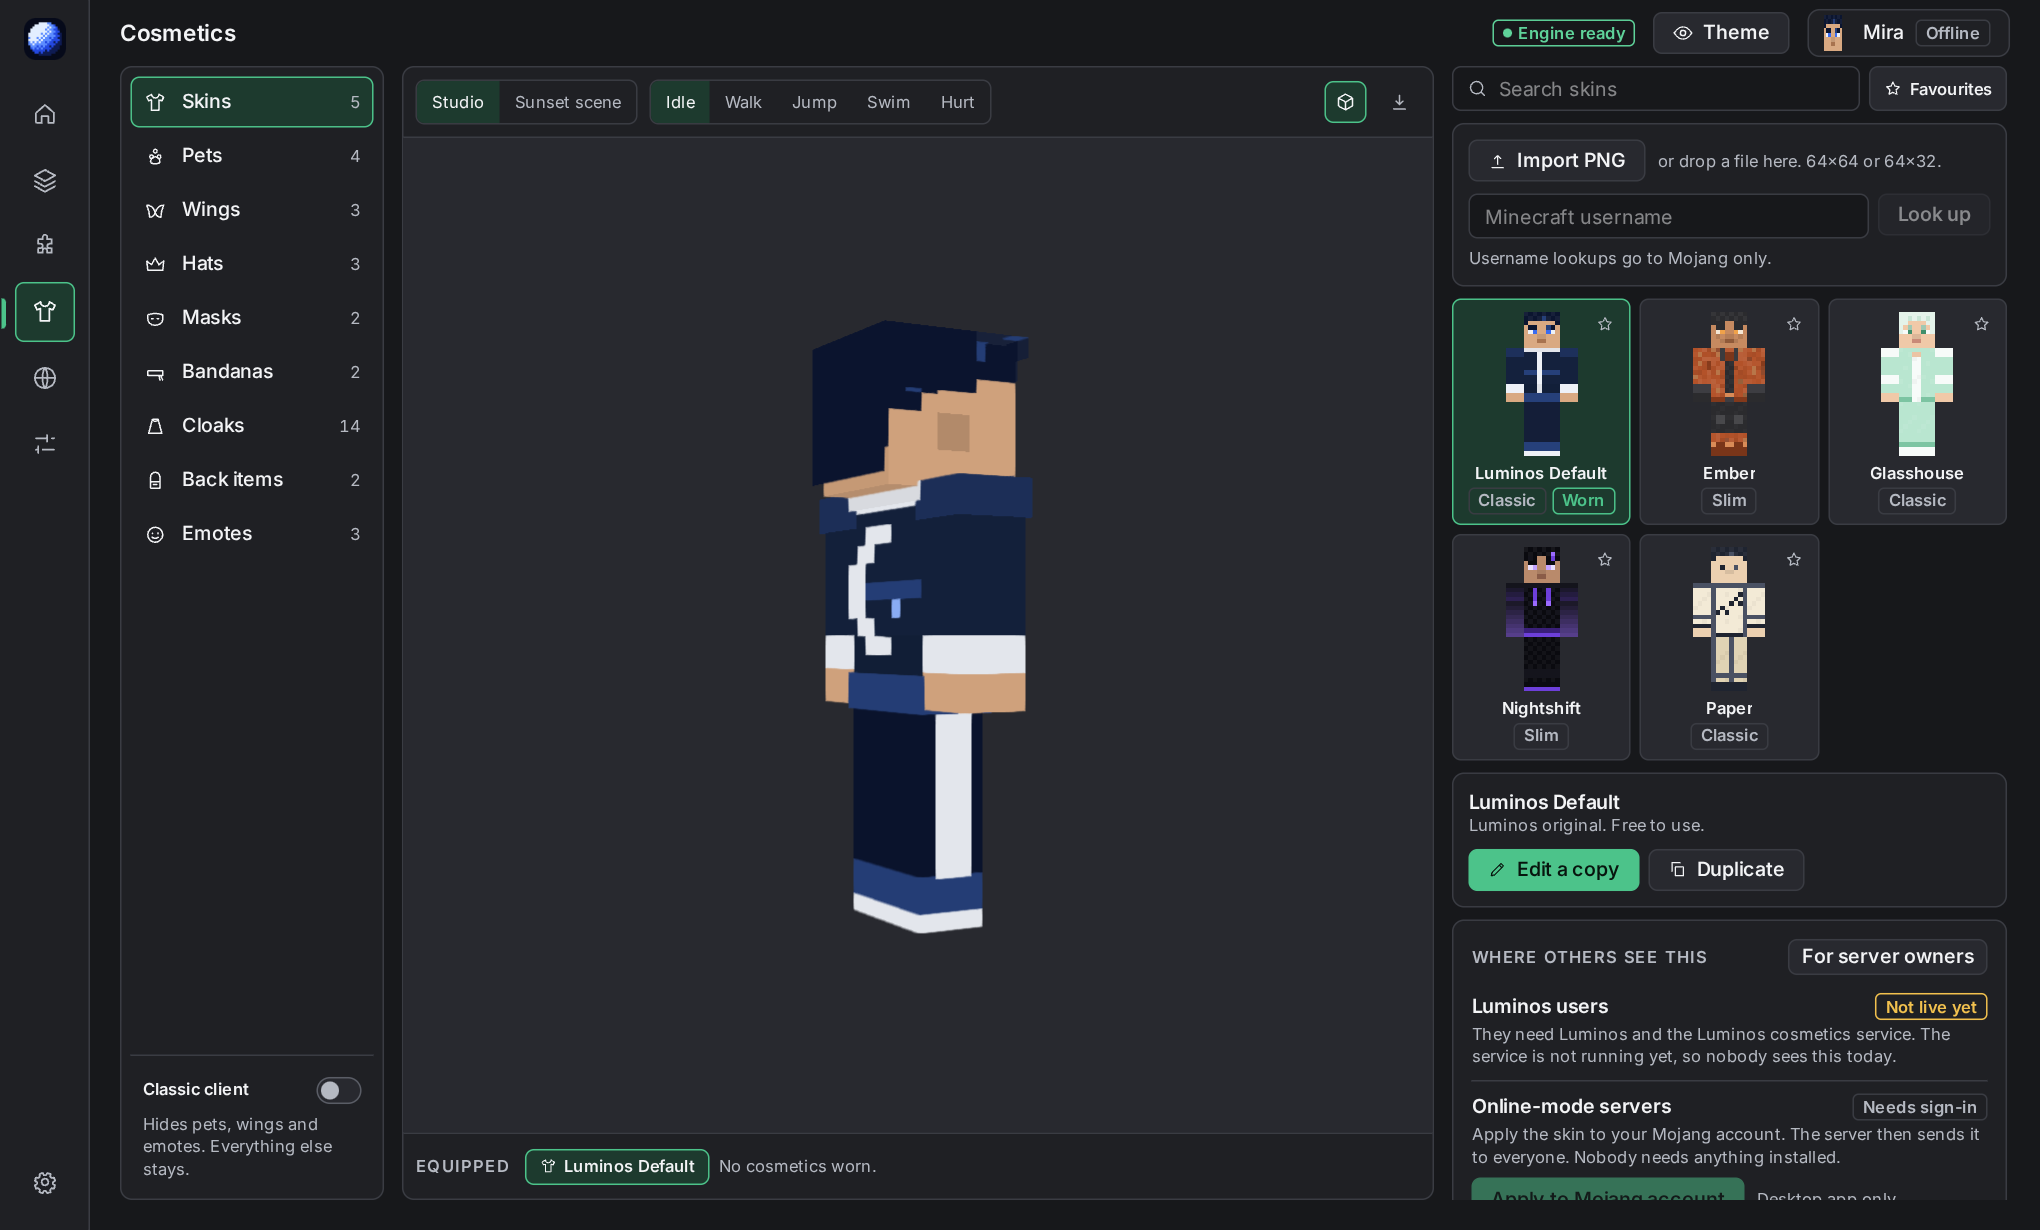 Cosmetics
Engine ready
Theme
Mira Offline
Skins 5
Pets 4
Wings 3
Hats 3
Masks 2
Bandanas 2
Cloaks 14
Back items 2
Emotes 3
Classic client
Hides pets, wings and
emotes. Everything else
stays.
Studio Sunset scene Idle Walk Jump Swim Hurt
EQUIPPED Luminos Default No cosmetics worn.
Search skins
Favourites
Import PNG or drop a file here. 64×64 or 64×32.
Minecraft username Look up
Username lookups go to Mojang only.
Luminos Default
Classic Worn
Ember
Slim
Glasshouse
Classic
Nightshift
Slim
Paper
Classic
Luminos Default
Luminos original. Free to use.
Edit a copy Duplicate
WHERE OTHERS SEE THIS For server owners
Luminos users Not live yet
They need Luminos and the Luminos cosmetics service. The
service is not running yet, so nobody sees this today.
Online-mode servers Needs sign-in
Apply the skin to your Mojang account. The server then sends it
to everyone. Nobody needs anything installed.
Apply to Mojang account Desktop app only